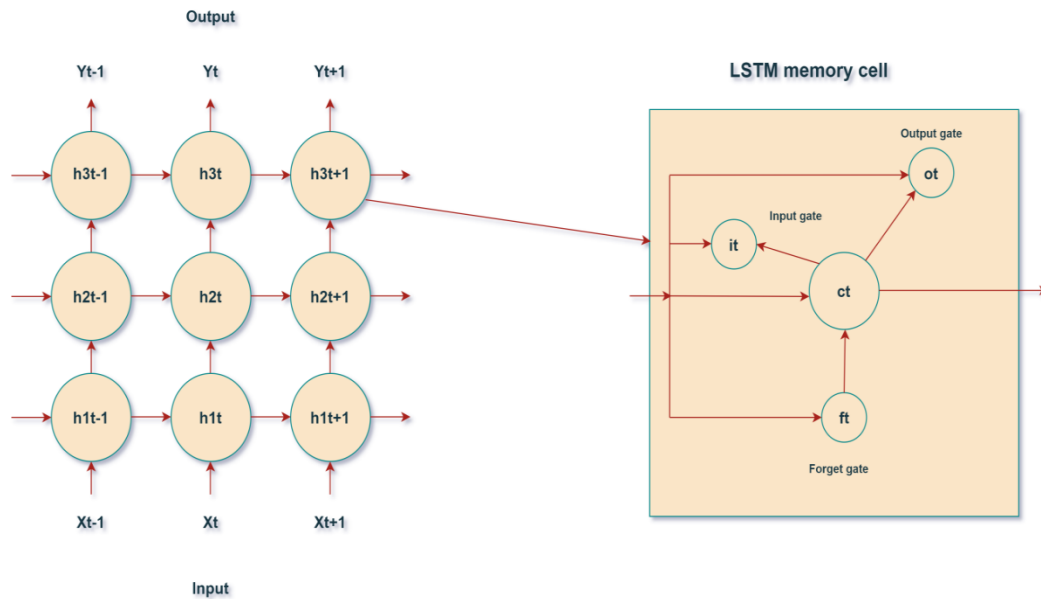 Output
Yt-1 Yt Yt+1
LSTM memory cell
h3t-1 h3t h3t+1
h2t-1 h2t h2t+1
h1t-1 h1t h1t+1
Xt-1 Xt Xt+1
Input
Output gate
ot
Input gate
it
ct
ft
Forget gate